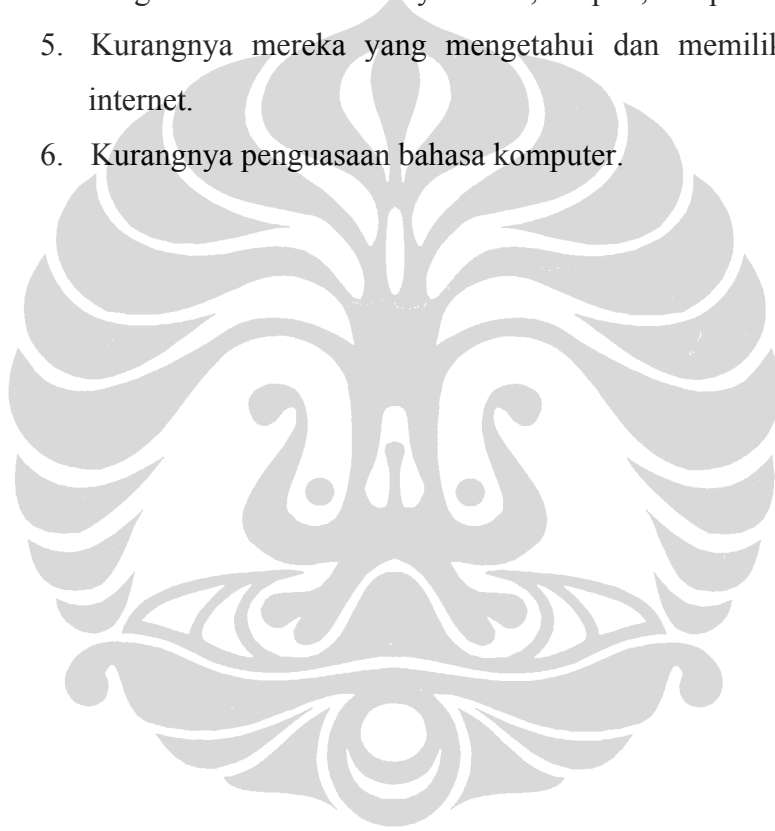 5. Kurangnya mereka yang mengetahui dan memilik
internet.
6. Kurangnya penguasaan bahasa komputer.